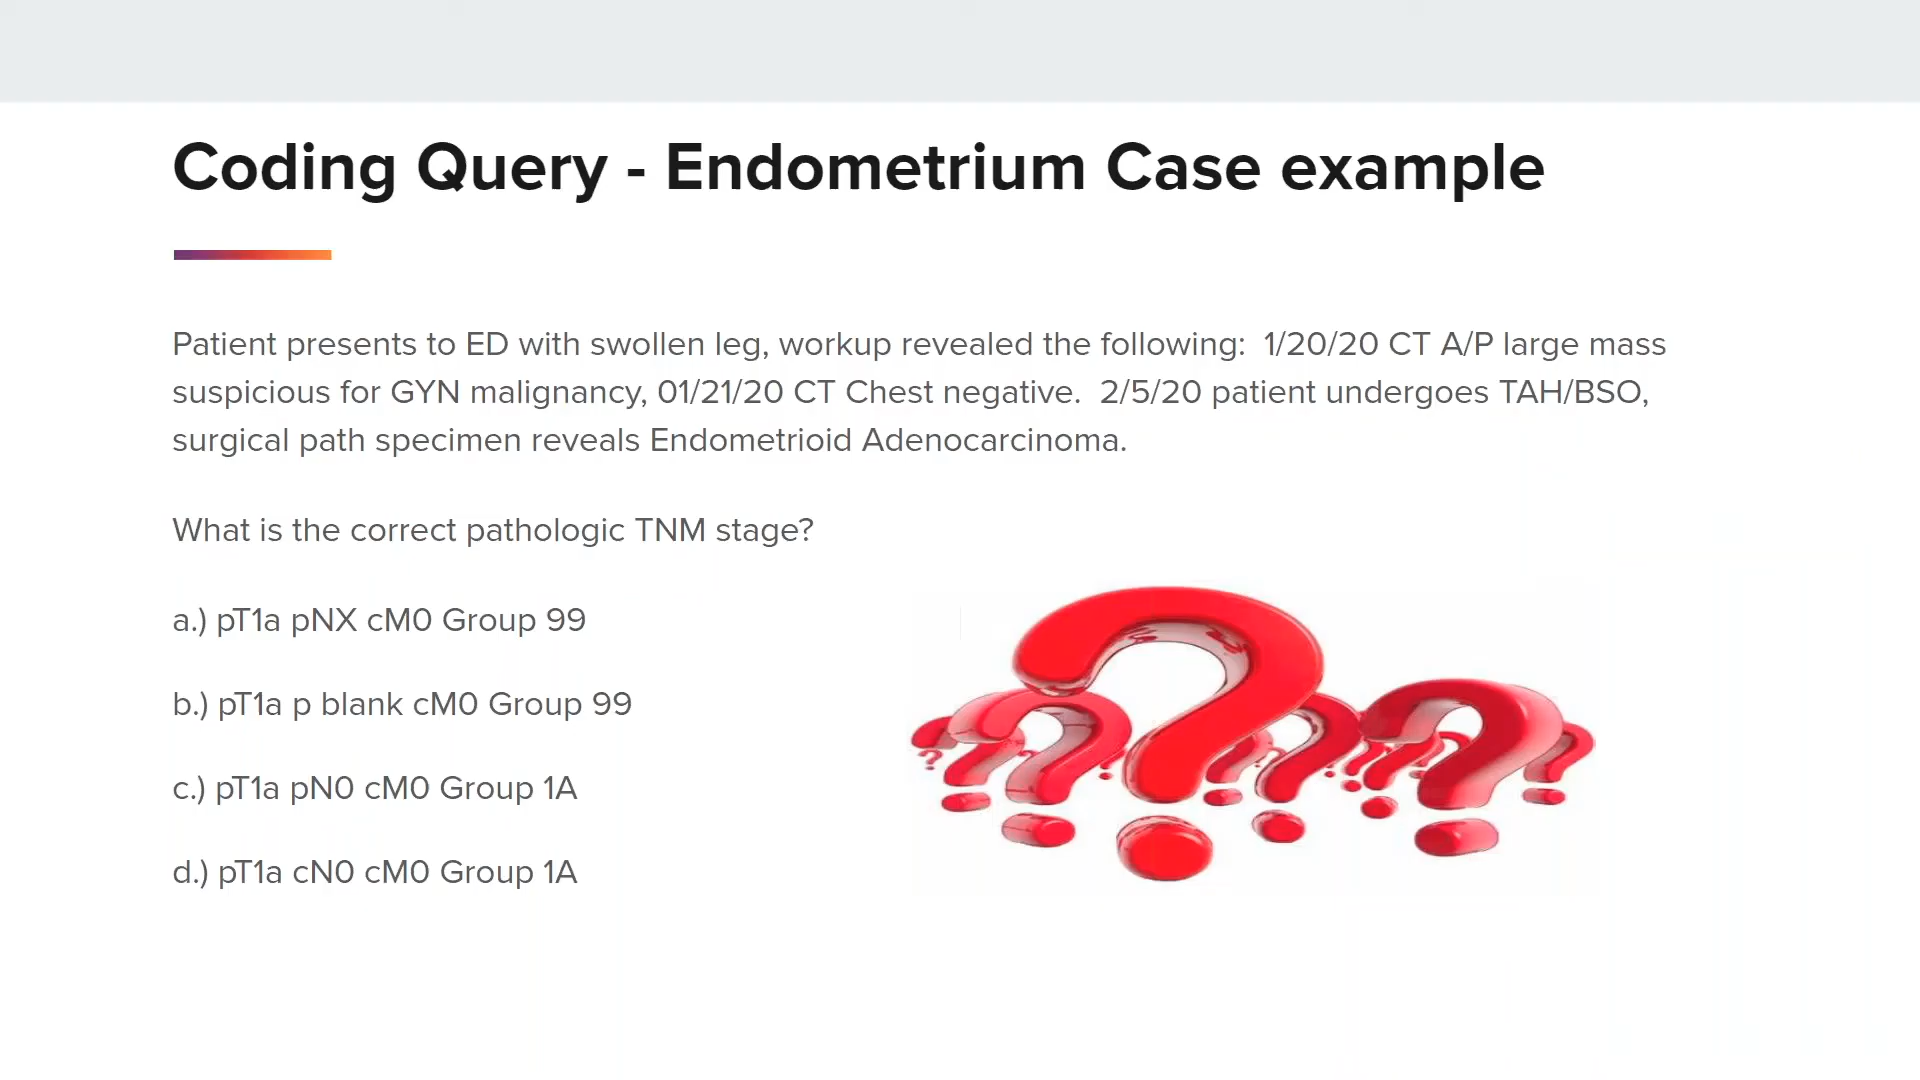 Coding Query - Endometrium Case example
Patient presents to ED with swollen leg, workup revealed the following:  1/20/20 CT A/P large mass
suspicious for GYN malignancy, 01/21/20 CT Chest negative.  2/5/20 patient undergoes TAH/BSO,
surgical path specimen reveals Endometrioid Adenocarcinoma.
What is the correct pathologic TNM stage?
a.) pT1a pNX cM0 Group 99
b.) pT1a p blank cM0 Group 99
c.) pT1a pN0 cM0 Group 1A
d.) pT1a cN0 cM0 Group 1A